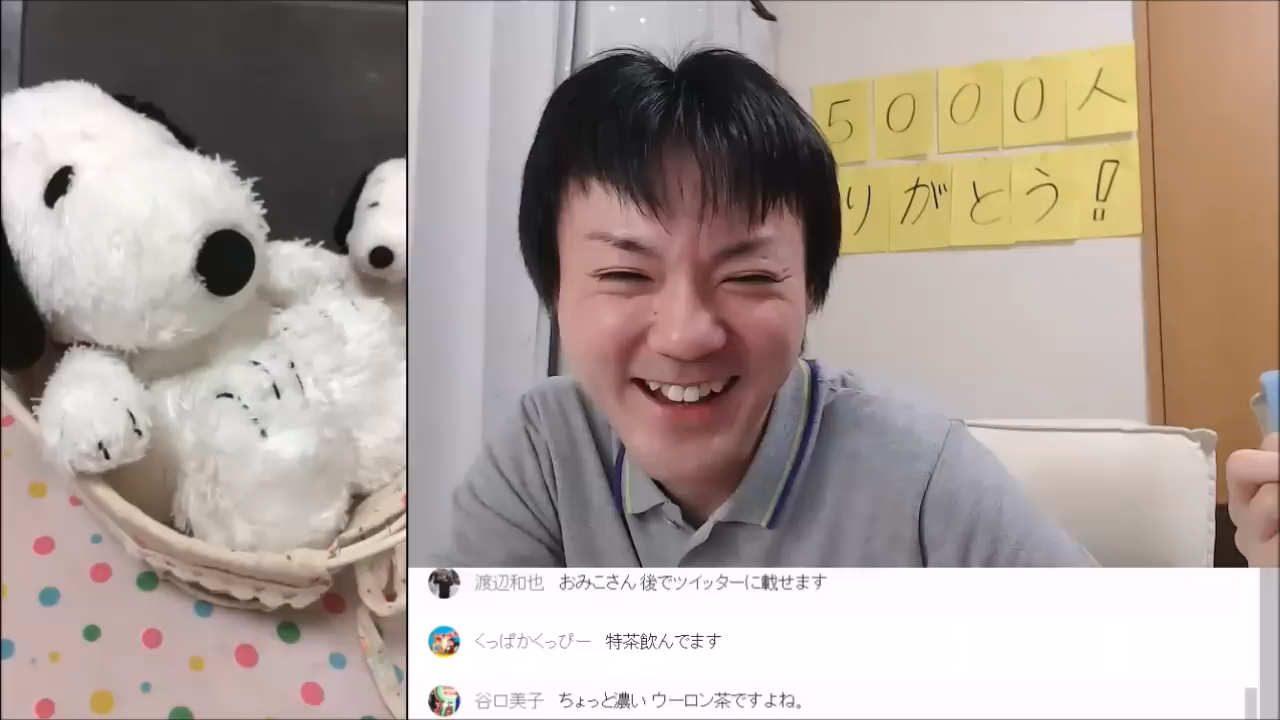 5000人
りがとう!!
渡辺和也 おみこさん 後でツイッターに載せます
くっぱかくっぴー 特茶飲んでます
谷口美子 ちょっと濃い ウーロン茶ですよね。